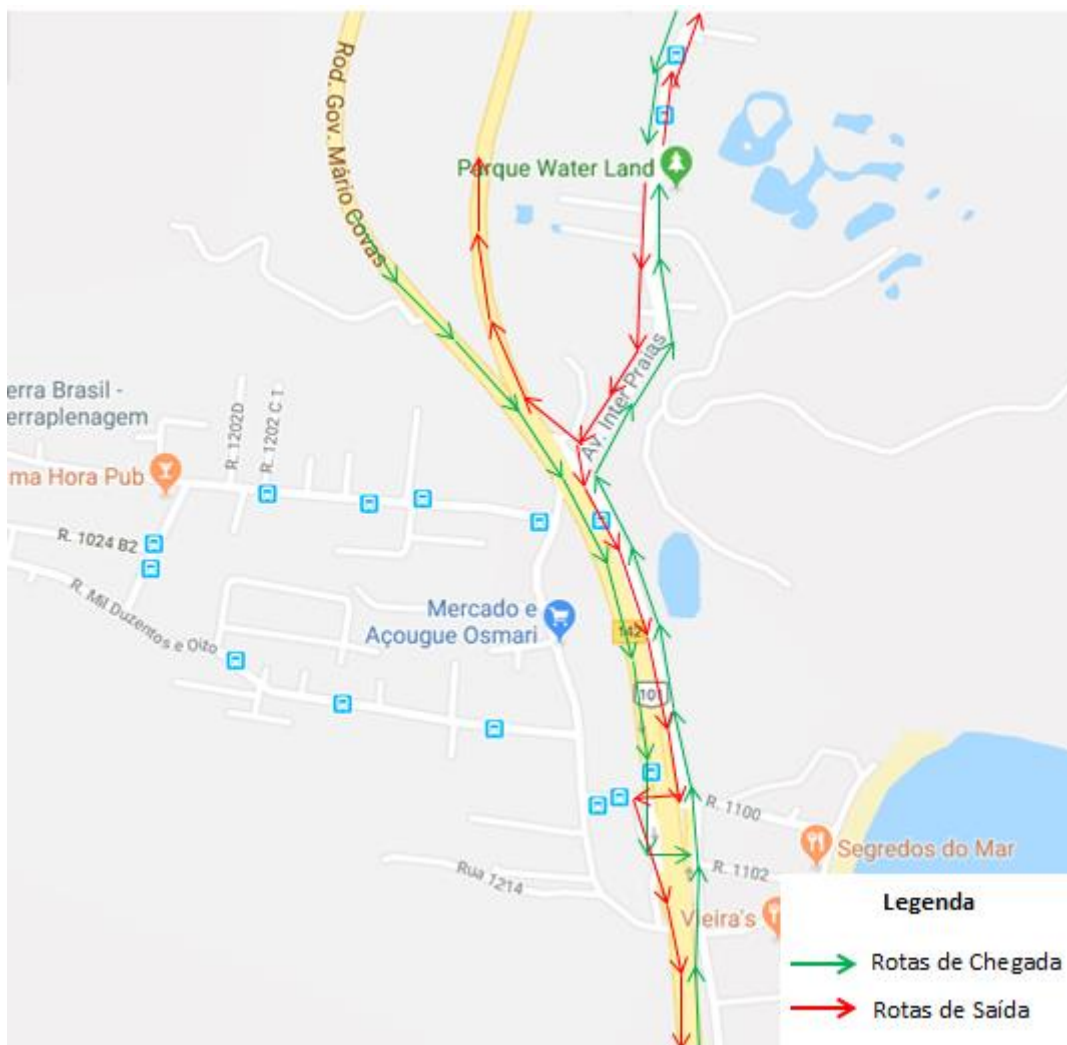 Rod. Gov. Mário Covas
Parque Water Land
Av. Inter Praias
erra Brasil -
erraplenagem
R. 1202D
R. 1202 C 1
ma Hora Pub
R. 1024 B2
R. Mil Duzentos e Oito
Mercado e
Açougue Osmari
142
101
R. 1100
Segredos do Mar
R. 1102
Rua 1214
Vieira's
Legenda
Rotas de Chegada
Rotas de Saída